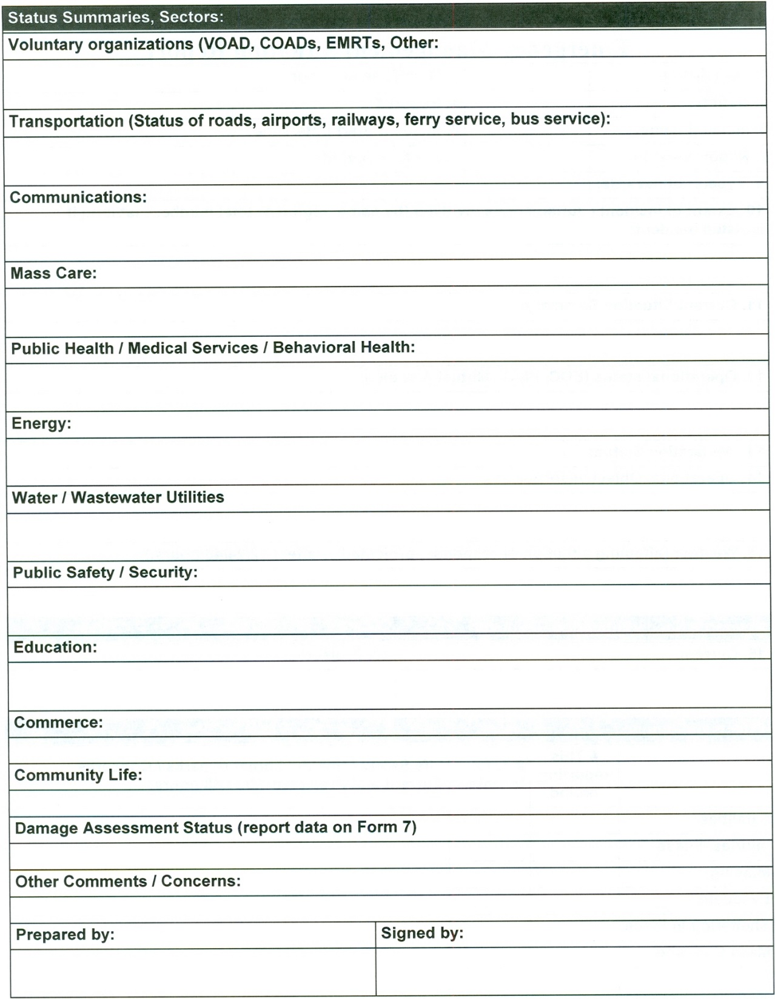 Status Summaries, Sectors:
Voluntary organizations (VOAD, COADs, EMRTs, Other:
Transportation (Status of roads, airports, railways, ferry service, bus service):
Communications:
Mass Care:
Public Health / Medical Services / Behavioral Health:
Energy:
Water / Wastewater Utilities
Public Safety / Security:
Education:
Commerce:
Community Life:
Damage Assessment Status (report data on Form 7)
Other Comments / Concerns:
Prepared by:
Signed by: